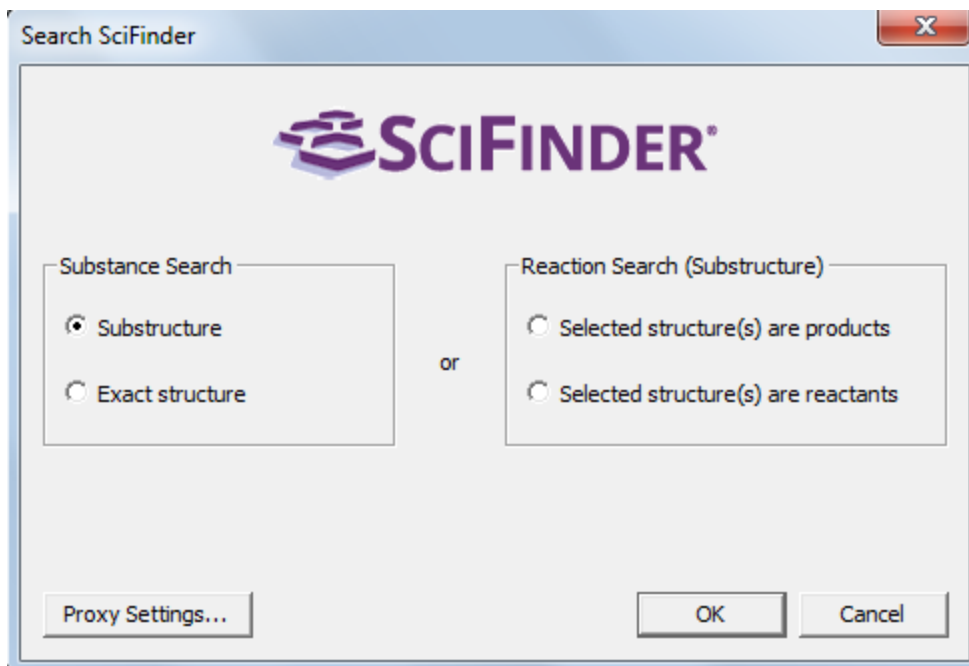 Search SciFinder
SCIFINDER®
Substance Search
Substructure
Exact structure
or
Reaction Search (Substructure)
Selected structure(s) are products
Selected structure(s) are reactants
Proxy Settings...
OK
Cancel